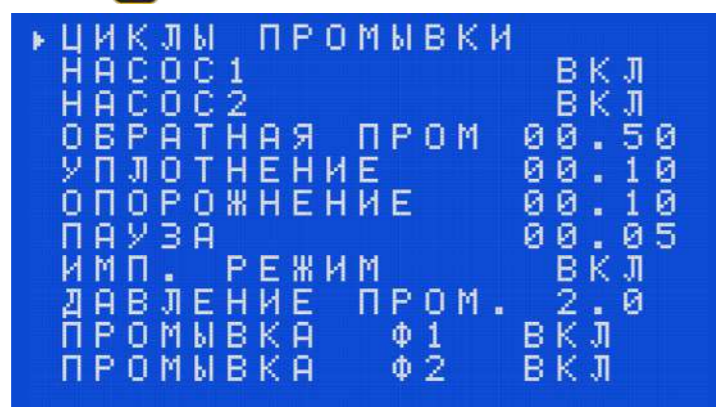 ЦИКЛЫ ПРОМЫВКИ
НАСОС1 ВКЛ
НАСОС2 ВКЛ
ОБРАТНАЯ ПРОМ 00.50
УПЛОТНЕНИЕ 00.10
ОПОРОЖНЕНИЕ 00.10
ПАУЗА 00.05
ИМП. РЕЖИМ ВКЛ
ДАВЛЕНИЕ ПРОМ. 2.0
ПРОМЫВКА Ф1 ВКЛ
ПРОМЫВКА Ф2 ВКЛ